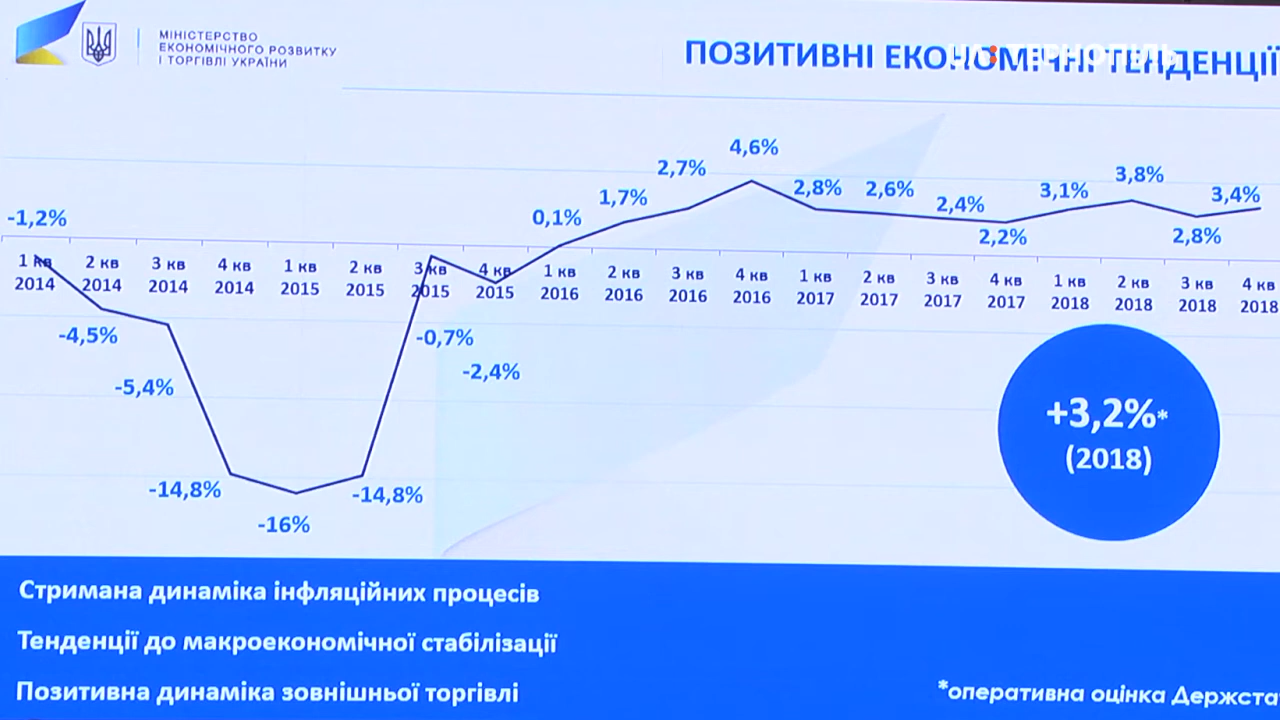 МІНІСТЕРСТВО
ЕКОНОМІЧНОГО РОЗВИТКУ
І ТОРГІВЛІ УКРАЇНИ
ПОЗИТИВНІ ЕКОНОМІЧНІ ТЕНДЕНЦІЇ
UA: ТЕРНОПІЛЬ
-1,2%
-4,5%
-5,4%
-14,8%
-16%
-14,8%
-0,7%
-2,4%
0,1%
1,7%
2,7%
4,6%
2,8%
2,6%
2,4%
2,2%
3,1%
3,8%
2,8%
3,4%
1 кв 2 кв 3 кв 4 кв 1 кв 2 кв 3 кв 4 кв 1 кв 2 кв 3 кв 4 кв 1 кв 2 кв 3 кв 4 кв 1 кв 2 кв 3 кв 4 кв
2014 2014 2014 2014 2015 2015 2015 2015 2016 2016 2016 2016 2017 2017 2017 2017 2018 2018 2018 2018
+3,2%*
(2018)
Стримана динаміка інфляційних процесів
Тенденції до макроекономічної стабілізації
Позитивна динаміка зовнішньої торгівлі
*оперативна оцінка Держста